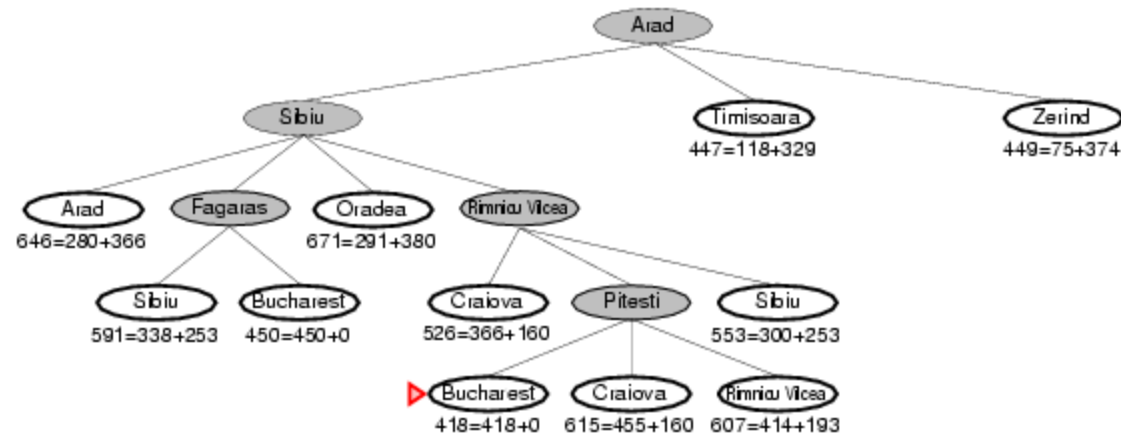 Arad
Sibiu
Timisoara
Zerind
447=118+329
449=75+374
Arad
Fagaras
Oradea
Rimnicu Vilcea
646=280+366
671=291+380
Sibiu
Bucharest
Craiova
Pitesti
Sibiu
591=338+253
450=450+0
526=366+160
553=300+253
Bucharest
Craiova
Rimnicu Vilcea
418=418+0
615=455+160
607=414+193